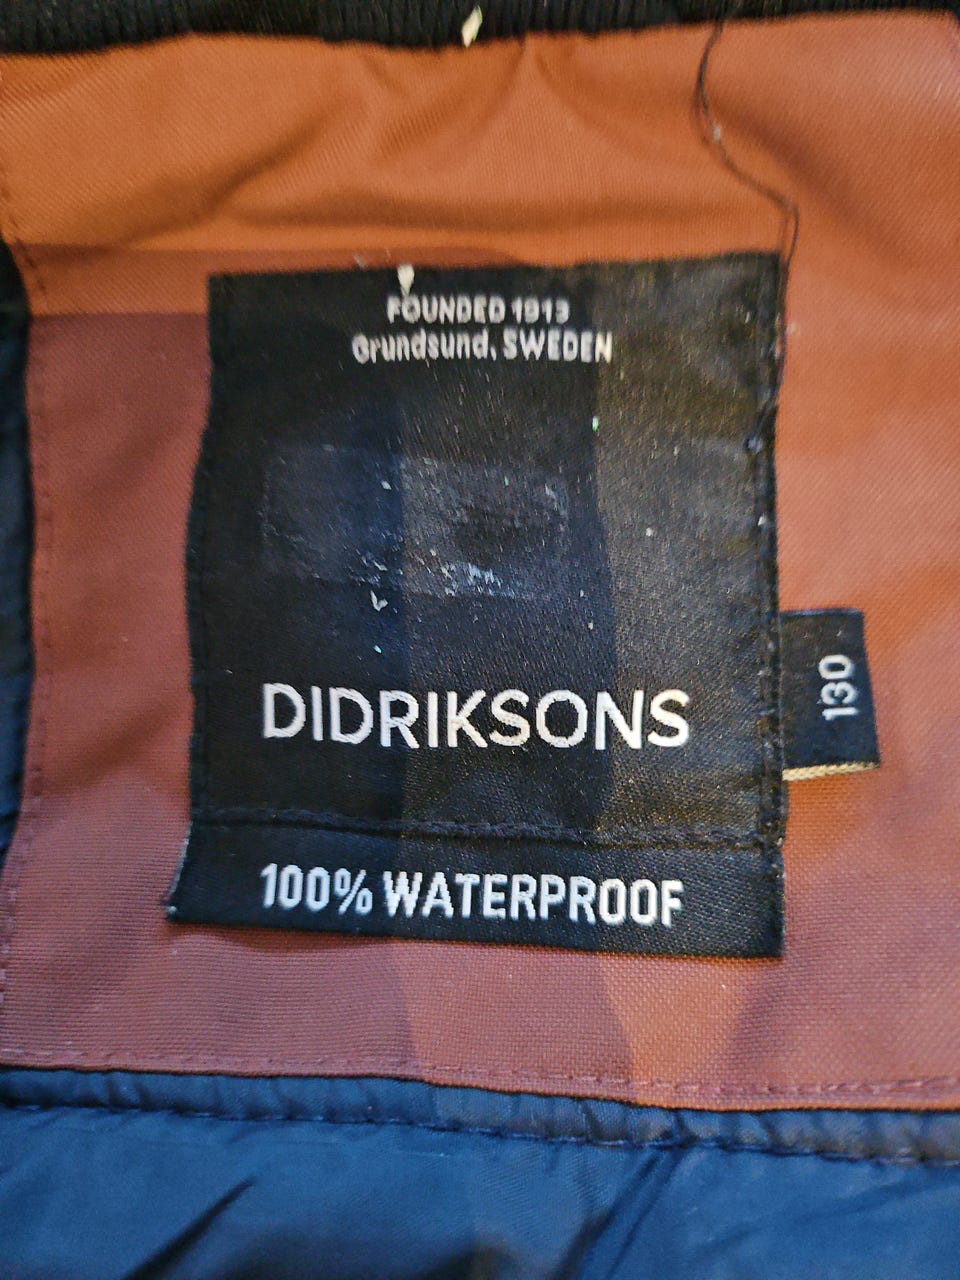 FOUNDED 1913
Grundsund, SWEDEN
DIDRIKSONS
130
100% WATERPROOF